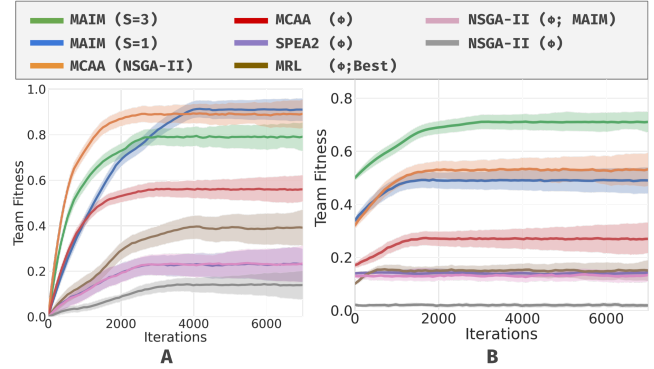 MAIM (S=3) MCAA (Φ) NSGA-II (Φ; MAIM)
MAIM (S=1) SPEA2 (Φ) NSGA-II (Φ)
MCAA (NSGA-II) MRL (Φ;Best)
Team Fitness
1.0
0.8
0.6
0.4
0.2
0.0
0 2000 4000 6000
Iterations
A
Team Fitness
0.8
0.6
0.4
0.2
0.0
0 2000 4000 6000
Iterations
B